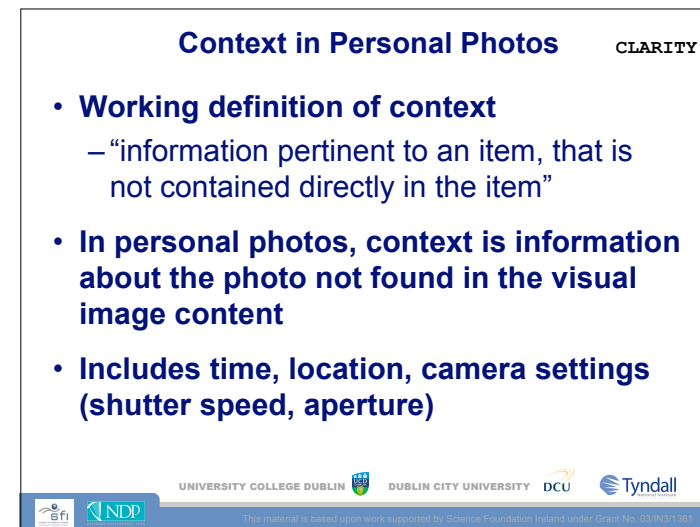 Context in Personal Photos
CLARITY
• Working definition of context
– “information pertinent to an item, that is
not contained directly in the item”
• In personal photos, context is information
about the photo not found in the visual
image content
• Includes time, location, camera settings
(shutter speed, aperture)
UNIVERSITY COLLEGE DUBLIN UCD DUBLIN CITY UNIVERSITY DCU Tyndall
National Institute
sfi NDP
This material is based upon work supported by Science Foundation Ireland under Grant No. 03/IN3/1361